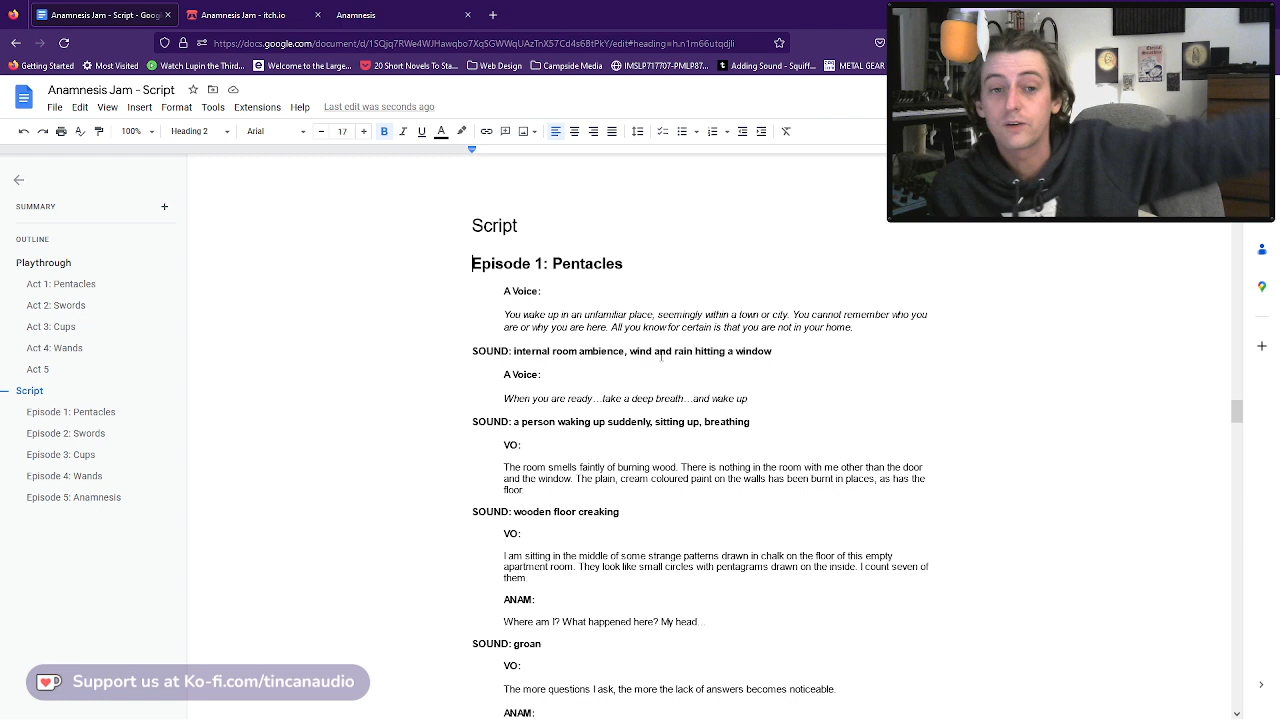 Anamnesis Jam - Script - Goog
Anamnesis Jam - itch.io
Anamnesis
https://docs.google.com/document/d/1SQjq7RWe4WJHawqbo7XqSGWWqUAzTnXS7Cd4s6BtPkY/edit#heading=hun1m66utqdjli
Getting Started
Most Visited
Watch Lupin the Third...
Welcome to the Large...
20 Short Novels To St...
Web Design
Campside Media
IMSLP717707-PMLP87...
Adding Sound - Squiff...
METAL GEAR
Anamnesis Jam - Script
File Edit View Insert Format Tools Extensions Help
Last edit was seconds ago
100% Heading 2 Arial 17
SUMMARY
OUTLINE
Playthrough
Act 1: Pentacles
Act 2: Swords
Act 3: Cups
Act 4: Wands
Act 5
Script
Episode 1: Pentacles
Episode 2: Swords
Episode 3: Cups
Episode 4: Wands
Episode 5: Anamnesis
Script
Episode 1: Pentacles
A Voice:
You wake up in an unfamiliar place, seemingly within a town or city. You cannot remember who you
are or why you are here. All you know for certain is that you are not in your home.
SOUND: internal room ambience, wind and rain hitting a window
A Voice:
When you are ready…take a deep breath…and wake up
SOUND: a person waking up suddenly, sitting up, breathing
VO:
The room smells faintly of burning wood. There is nothing in the room with me other than the door
and the window. The plain, cream coloured paint on the walls has been burnt in places, as has the
floor.
SOUND: wooden floor creaking
VO:
I am sitting in the middle of some strange patterns drawn in chalk on the floor of this empty
apartment room. They look like small circles with pentagrams drawn on the inside. I count seven of
them.
ANAM:
Where am I? What happened here? My head…
SOUND: groan
VO:
The more questions I ask, the more the lack of answers becomes noticeable.
ANAM:
Support us at Ko-fi.com/tincanaudio